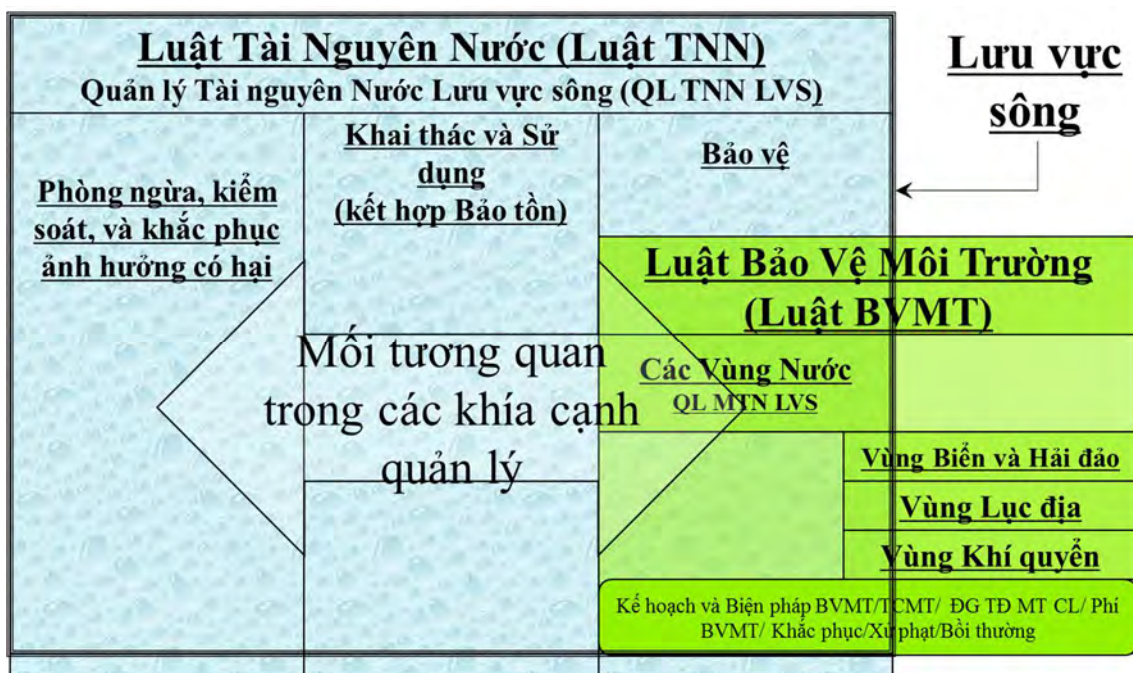 Luật Tài Nguyên Nước (Luật TNN)
Quản lý Tài nguyên Nước Lưu vực sông (QL TNN LVS)
Lưu vực
sông
Phòng ngừa, kiểm
soát, và khắc phục
ảnh hưởng có hại
Khai thác và Sử
dụng
(kết hợp Bảo tồn)
Bảo vệ
Luật Bảo Vệ Môi Trường
(Luật BVMT)
Mối tương quan
trong các khía cạnh
quản lý
Các Vùng Nước
QL MTN LVS
Vùng Biển và Hải đảo
Vùng Lục địa
Vùng Khí quyển
Kế hoạch và Biện pháp BVMT/TCMT/ ĐG TĐ MT CL/ Phí
BVMT/ Khắc phục/Xử phạt/Bồi thường